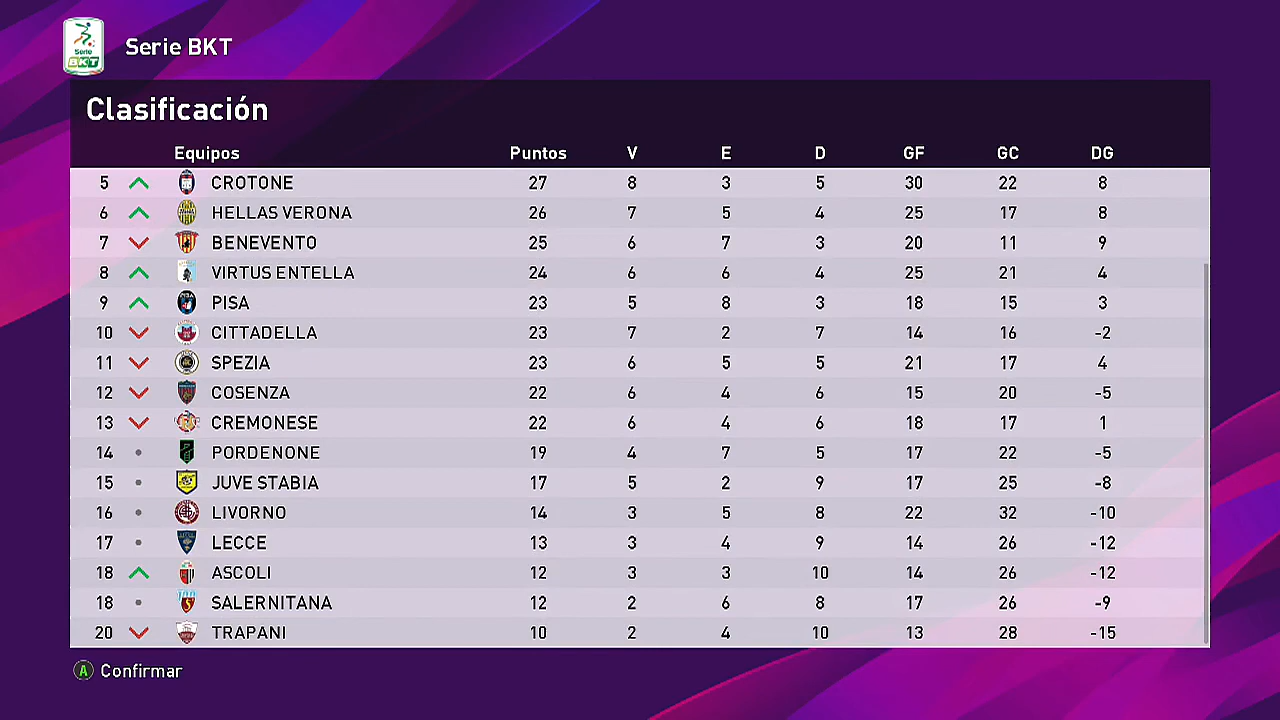 Serie BKT
Clasificación
Equipos Puntos V E D GF GC DG
5 CROTONE 27 8 3 5 30 22 8
6 HELLAS VERONA 26 7 5 4 25 17 8
7 BENEVENTO 25 6 7 3 20 11 9
8 VIRTUS ENTELLA 24 6 6 4 25 21 4
9 PISA 23 5 8 3 18 15 3
10 CITTADELLA 23 7 2 7 14 16 -2
11 SPEZIA 23 6 5 5 21 17 4
12 COSENZA 22 6 4 6 15 20 -5
13 CREMONESE 22 6 4 6 18 17 1
14 PORDENONE 19 4 7 5 17 22 -5
15 JUVE STABIA 17 5 2 9 17 25 -8
16 LIVORNO 14 3 5 8 22 32 -10
17 LECCE 13 3 4 9 14 26 -12
18 ASCOLI 12 3 3 10 14 26 -12
18 SALERNITANA 12 2 6 8 17 26 -9
20 TRAPANI 10 2 4 10 13 28 -15
A Confirmar